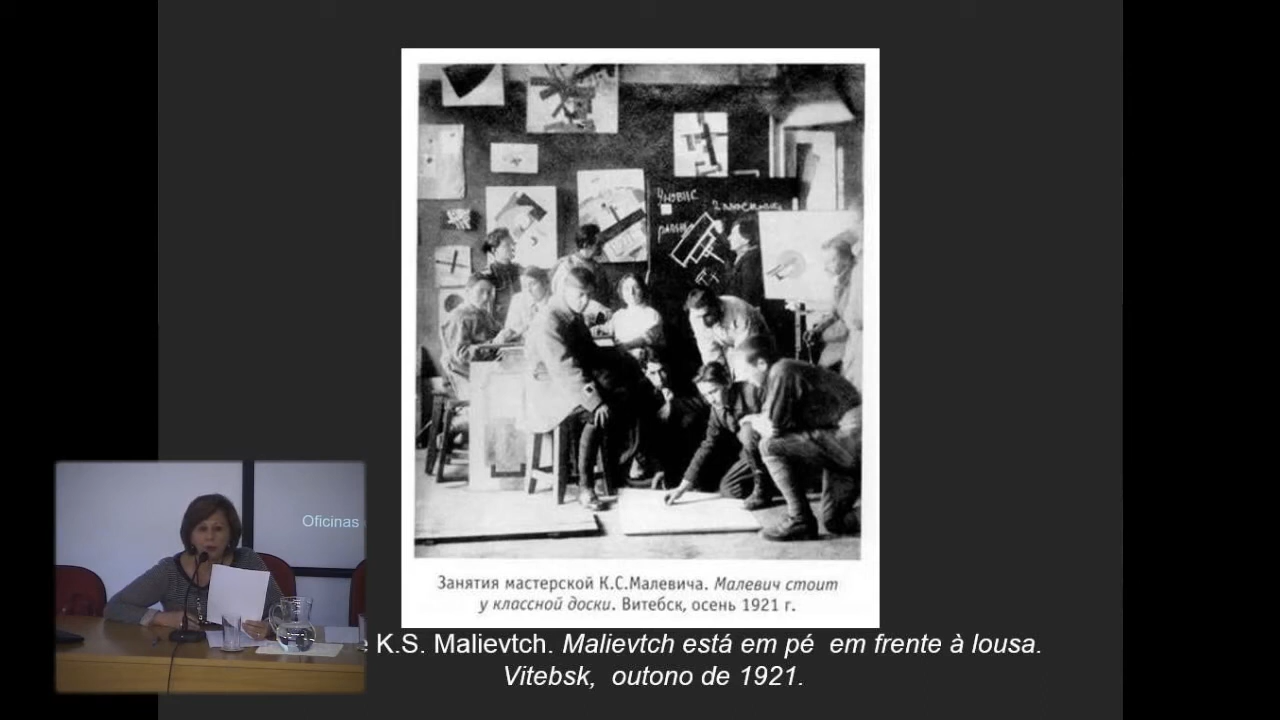 Уновис
Занятия мастерской К.С.Малевича. Малевич стоит
у классной доски. Витебск, осень 1921 г.
Oficinas
K.S. Malievtch. Malievtch está em pé em frente à lousa.
Vitebsk, outono de 1921.